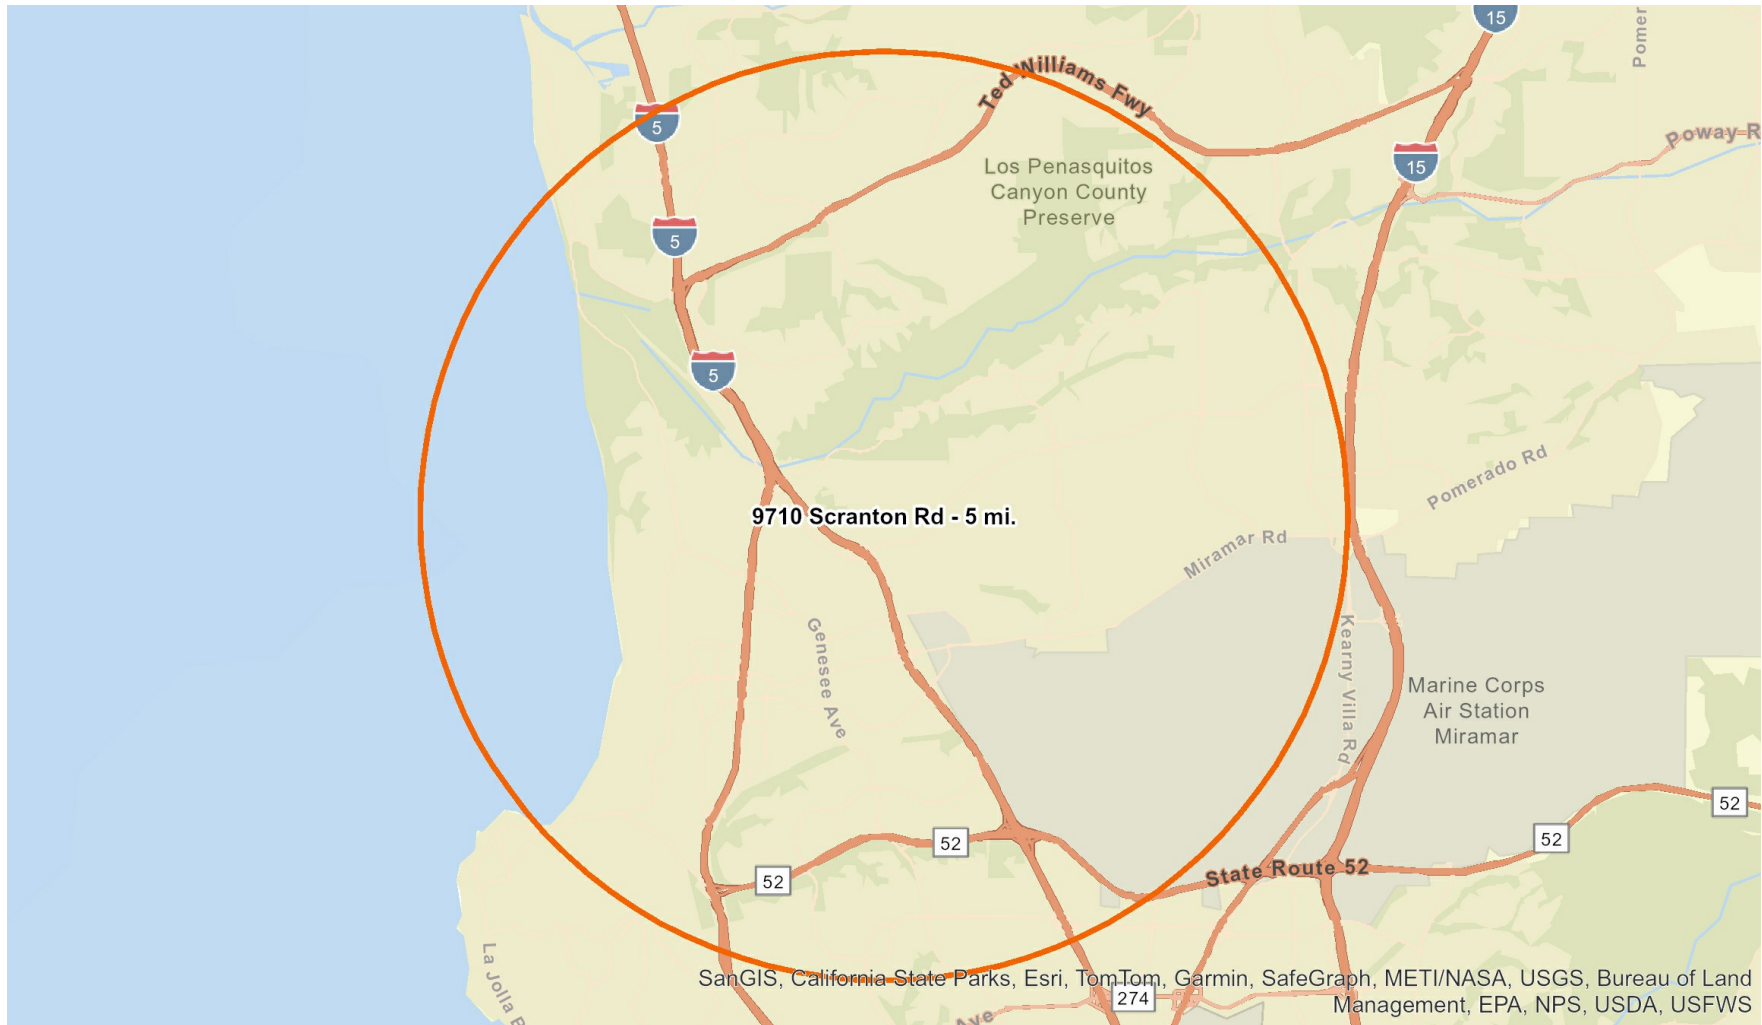 15
Pomer
Ted Williams Fwy
5
Poway R
15
Los Penasquitos
Canyon County
Preserve
5
5
Pomerado Rd
9710 Scranton Rd - 5 mi.
Miramar Rd
Genesee Ave
Kearny Villa Rd
Marine Corps
Air Station
Miramar
52
52
52
State Route 52
52
La Jolla B
SanGIS, California State Parks, Esri, TomTom, Garmin, SafeGraph, METI/NASA, USGS, Bureau of Land
274
Management, EPA, NPS, USDA, USFWS
Ave